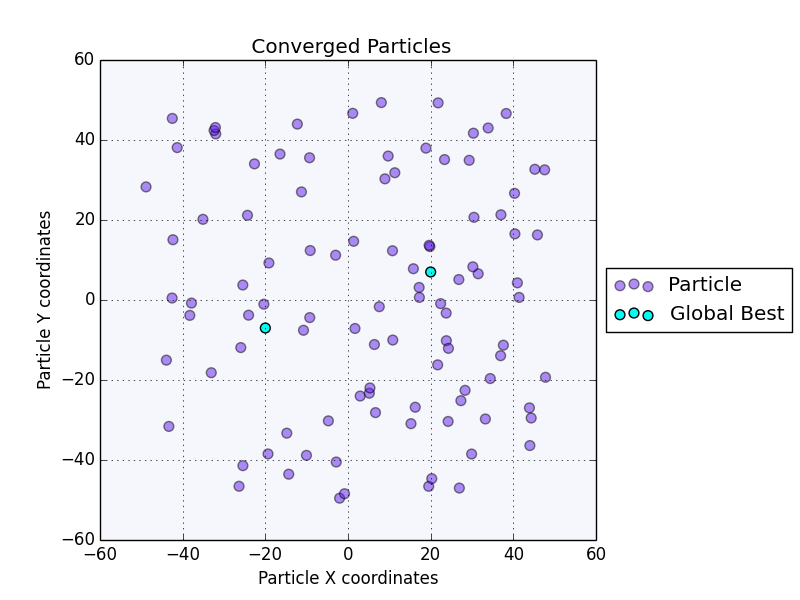 Converged Particles
60
40
20
0
−20
−40
−60
−60 −40 −20 0 20 40 60
Particle Y coordinates
Particle X coordinates
Particle
Global Best